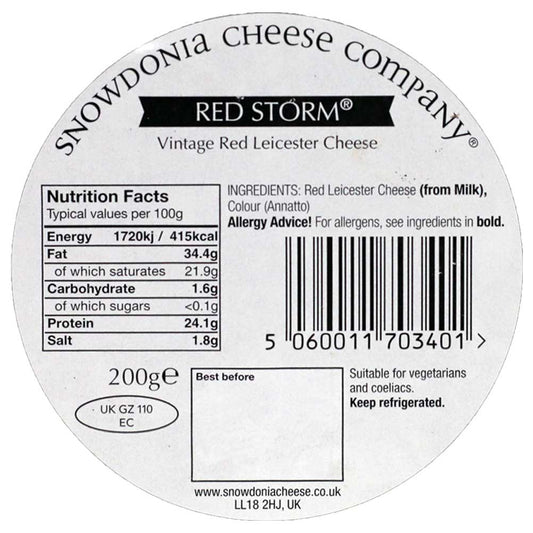 SNOWDONIA CHEESE COMPANY®
RED STORM®
Vintage Red Leicester Cheese
Nutrition Facts
Typical values per 100g
Energy 1720kj / 415kcal
Fat 34.4g
of which saturates 21.9g
Carbohydrate 1.6g
of which sugars <0.1g
Protein 24.1g
Salt 1.8g
INGREDIENTS: Red Leicester Cheese (from Milk),
Colour (Annatto)
Allergy Advice! For allergens, see ingredients in bold.
5 060011 703401 >
200g℮
UK GZ 110
EC
Best before
Suitable for vegetarians
and coeliacs.
Keep refrigerated.
www.snowdoniacheese.co.uk
LL18 2HJ, UK